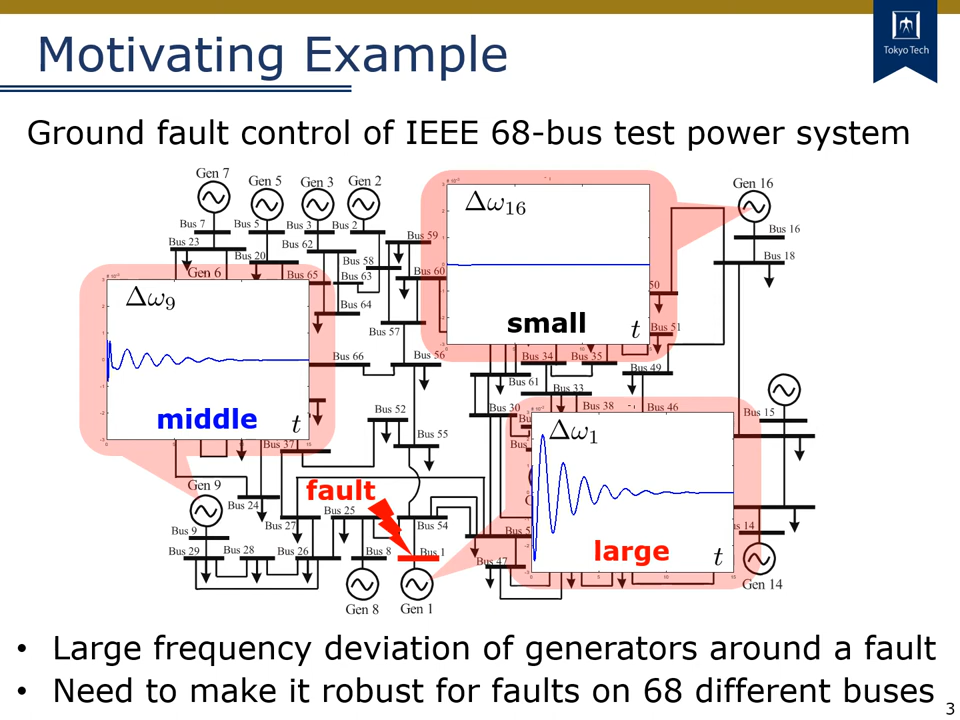 Motivating Example
Tokyo Tech
Ground fault control of IEEE 68-bus test power system
Gen 7
Gen 5
Gen 3
Gen 2
Gen 16
Bus 7
Bus 5
Bus 3
Bus 2
Bus 16
Bus 23
Bus 62
Bus 59
Bus 20
Bus 58
Bus 18
Gen 6
Bus 65
Bus 63
Bus 60
50
Bus 64
Bus 57
Bus 51
Δω₁₆
small
t
Δω₉
middle
t
Bus 66
Bus 56
Bus 34
Bus 35
Bus 49
Bus 61
Bus 33
Bus 52
Bus 30
Bus 38
Bus 46
Bus 15
Bus 55
Bus 37
Δω₁
large
t
Gen 9
fault
Bus 24
Bus 27
Bus 25
Bus 54
Bus 5
14
Bus 9
Bus 29
Bus 28
Bus 26
Bus 8
Bus 1
Bus 47
Gen 8
Gen 1
Gen 14
• Large frequency deviation of generators around a fault
• Need to make it robust for faults on 68 different buses
3